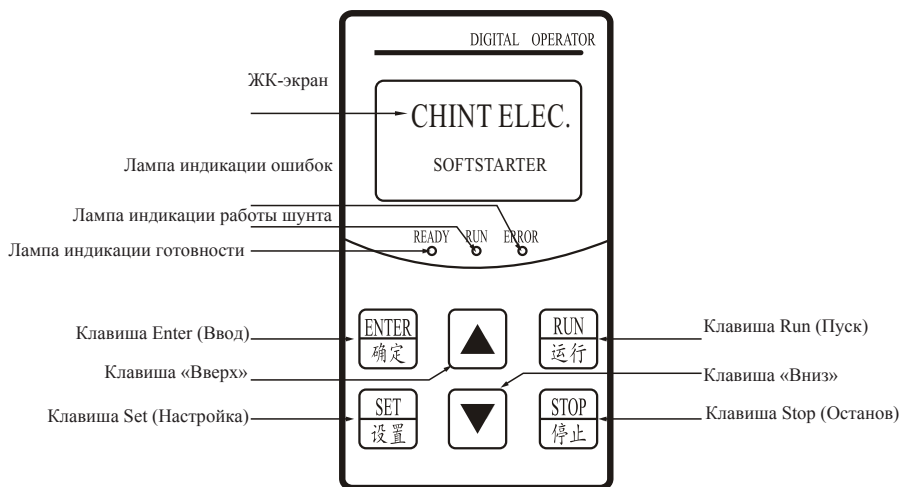 DIGITAL OPERATOR
ЖК-экран
CHINT ELEC.
Лампа индикации ошибок
SOFTSTARTER
Лампа индикации работы шунта
READY RUN ERROR
Лампа индикации готовности
Клавиша Enter (Ввод)
ENTER
确定
RUN
运行
Клавиша Run (Пуск)
Клавиша «Вверх»
Клавиша «Вниз»
Клавиша Set (Настройка)
SET
设置
STOP
停止
Клавиша Stop (Останов)